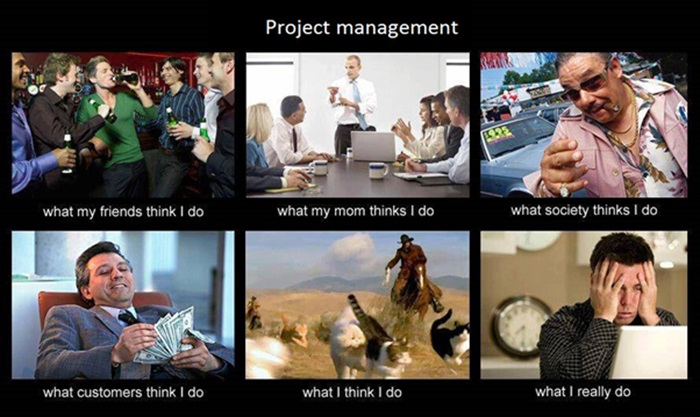 Project management
what my friends think I do
what my mom thinks I do
what society thinks I do
1995
what customers think I do
what I think I do
what I really do